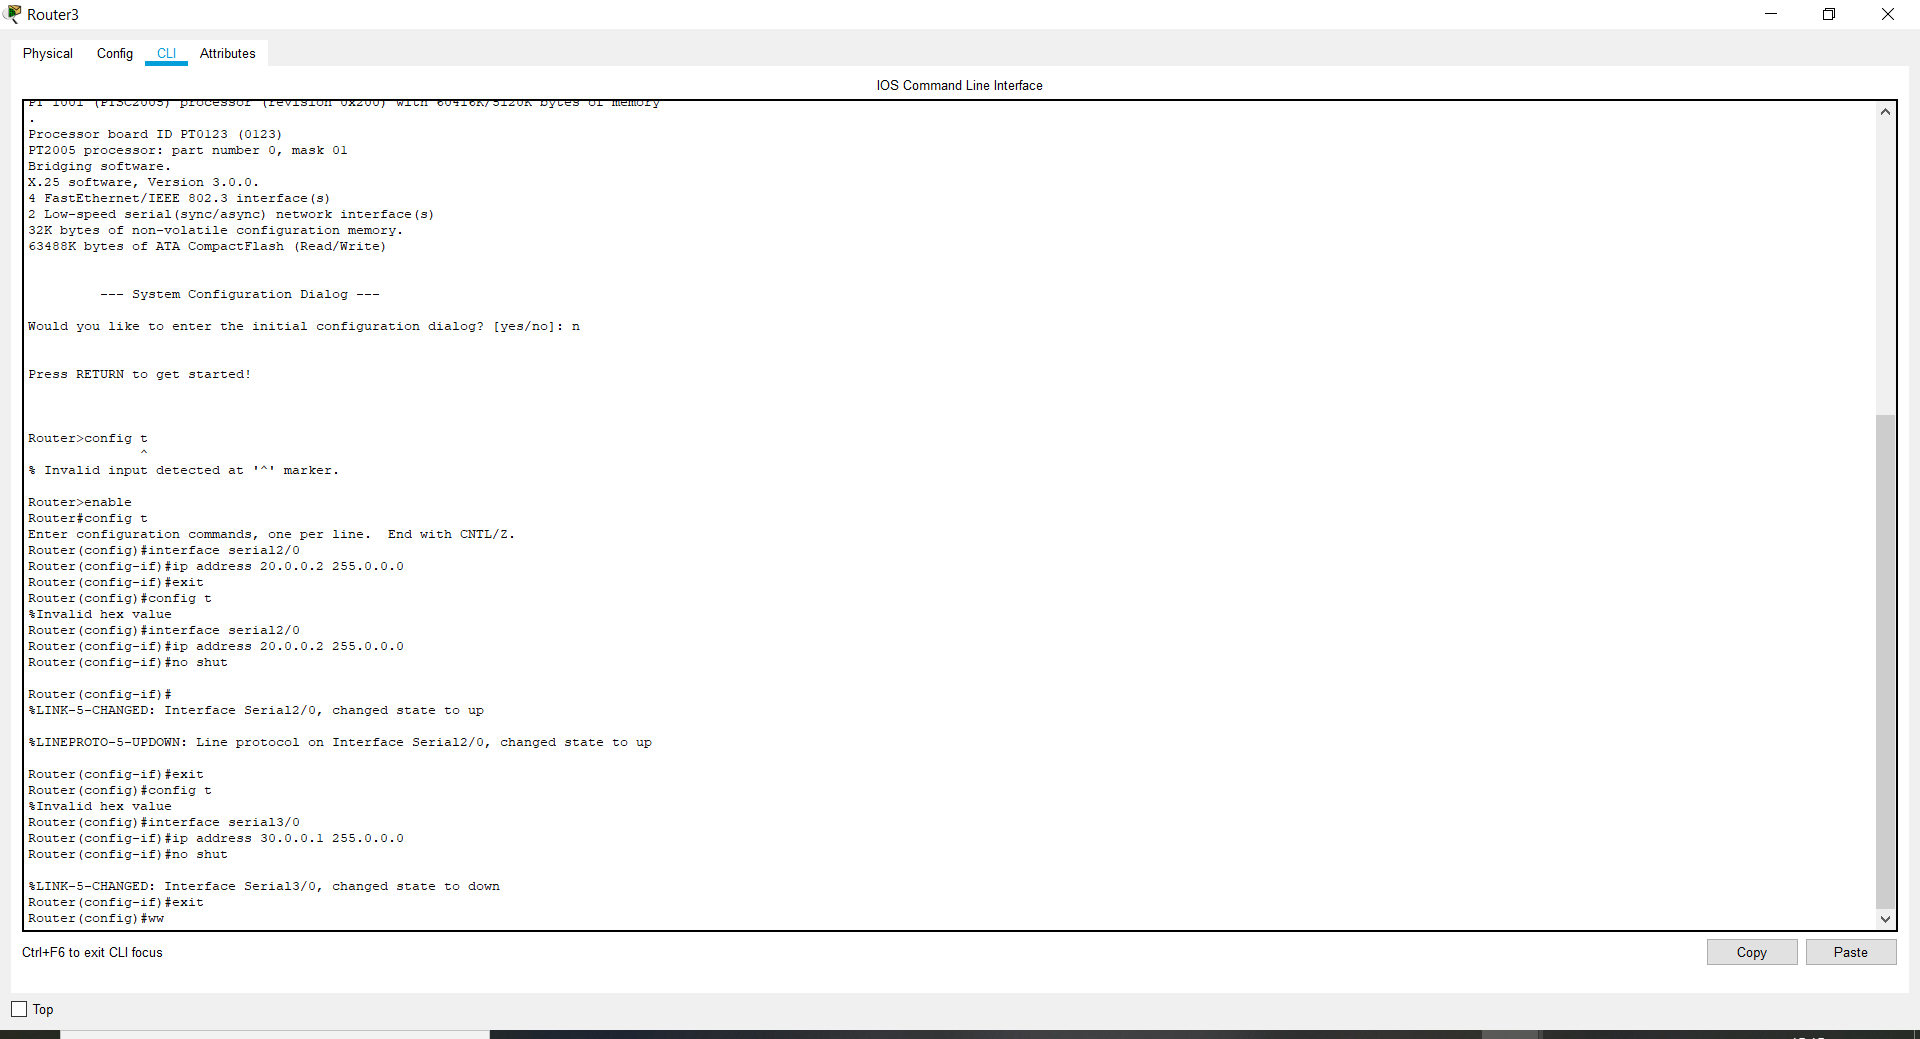 Router3
Physical Config CLI Attributes
IOS Command Line Interface
PT 1001 (PTSC2005) processor (revision 0x200) with 60416K/5120K bytes of memory
.
Processor board ID PT0123 (0123)
PT2005 processor: part number 0, mask 01
Bridging software.
X.25 software, Version 3.0.0.
4 FastEthernet/IEEE 802.3 interface(s)
2 Low-speed serial(sync/async) network interface(s)
32K bytes of non-volatile configuration memory.
63488K bytes of ATA CompactFlash (Read/Write)
--- System Configuration Dialog ---
Would you like to enter the initial configuration dialog? [yes/no]: n
Press RETURN to get started!
Router>config t
^
% Invalid input detected at '^' marker.
Router>enable
Router#config t
Enter configuration commands, one per line.  End with CNTL/Z.
Router(config)#interface serial2/0
Router(config-if)#ip address 20.0.0.2 255.0.0.0
Router(config-if)#exit
Router(config)#config t
%Invalid hex value
Router(config)#interface serial2/0
Router(config-if)#ip address 20.0.0.2 255.0.0.0
Router(config-if)#no shut
Router(config-if)#
%LINK-5-CHANGED: Interface Serial2/0, changed state to up
%LINEPROTO-5-UPDOWN: Line protocol on Interface Serial2/0, changed state to up
Router(config-if)#exit
Router(config)#config t
%Invalid hex value
Router(config)#interface serial3/0
Router(config-if)#ip address 30.0.0.1 255.0.0.0
Router(config-if)#no shut
%LINK-5-CHANGED: Interface Serial3/0, changed state to down
Router(config-if)#exit
Router(config)#ww
Ctrl+F6 to exit CLI focus
Copy Paste
Top